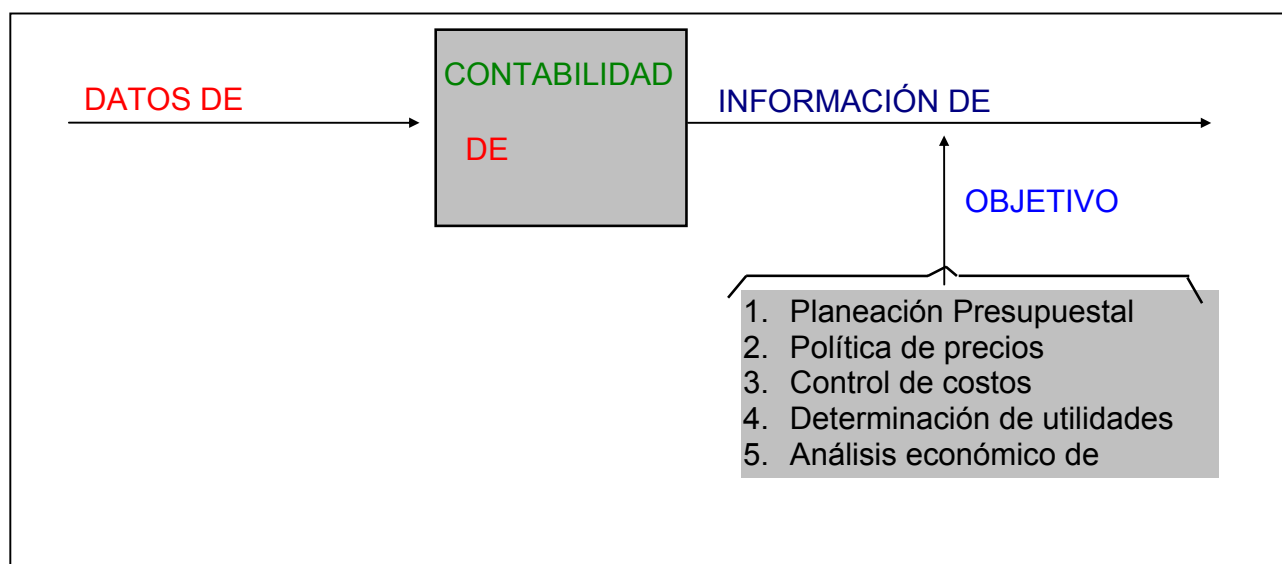 DATOS DE
CONTABILIDAD
DE
INFORMACIÓN DE
OBJETIVO
1. Planeación Presupuestal
2. Política de precios
3. Control de costos
4. Determinación de utilidades
5. Análisis económico de